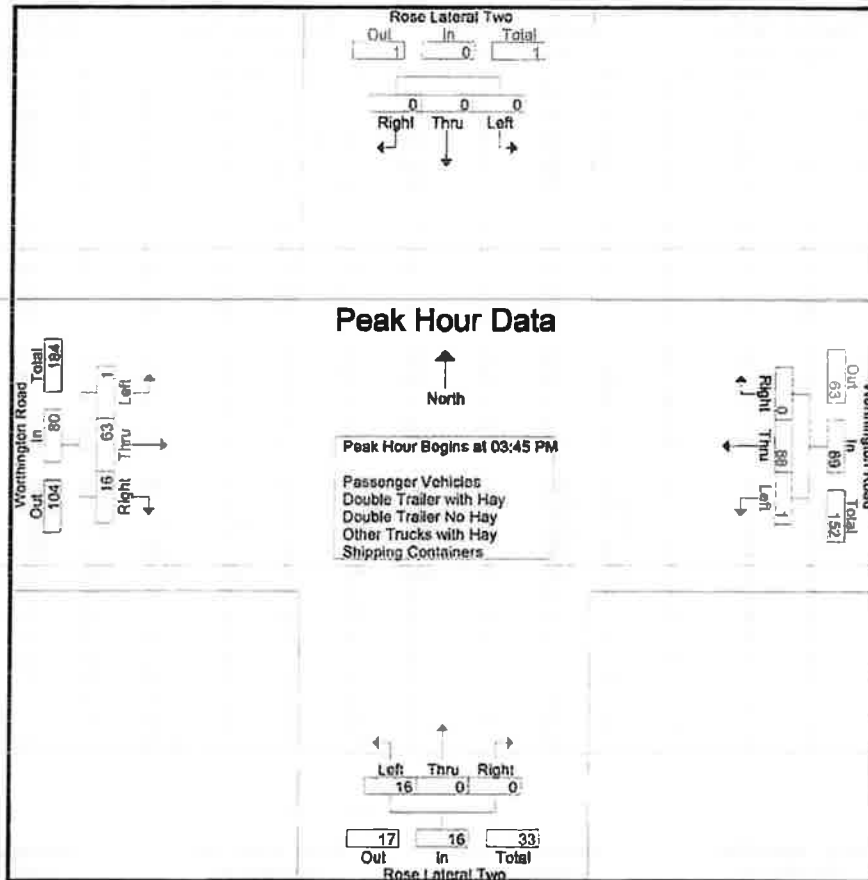 Rose Lateral Two
Out In Total
1 0 1
0 0 0
Right Thru Left
Peak Hour Data
North
Peak Hour Begins at 03:45 PM
Passenger Vehicles
Double Trailer with Hay
Double Trailer No Hay
Other Trucks with Hay
Shipping Containers
Worthington Road
Out In Total
104 80 184
16 63 1
Right Thru Left
Worthington Road
Out In Total
63 89 152
0 88 1
Right Thru Left
Left Thru Right
16 0 0
17 16 33
Out In Total
Rose Lateral Two